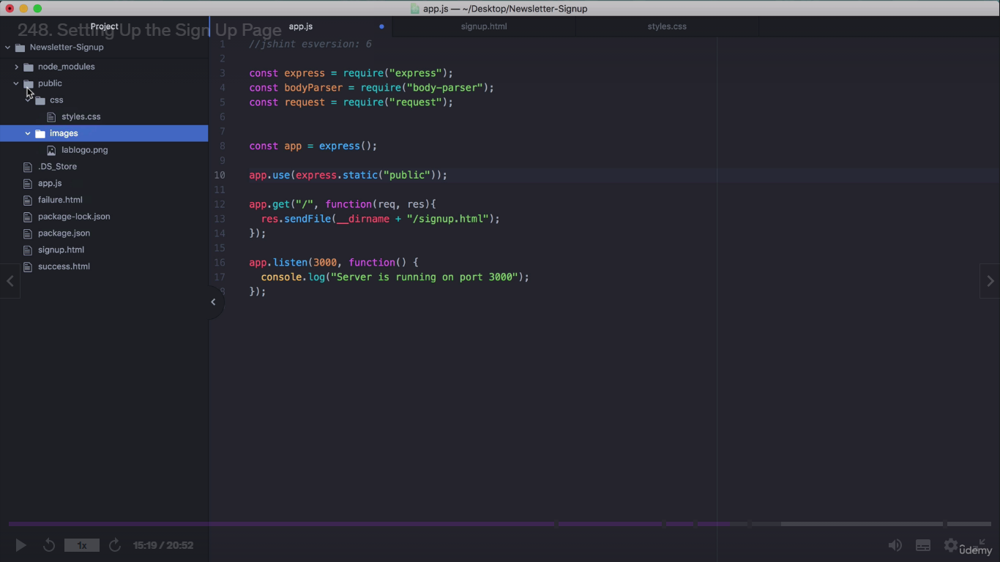 app.js — ~/Desktop/Newsletter-Signup
248. Setting Up the Sign Up Page
Project
app.js
signup.html
styles.css
Newsletter-Signup
node_modules
public
css
styles.css
images
lablogo.png
.DS_Store
app.js
failure.html
package-lock.json
package.json
signup.html
success.html
1 //jshint esversion: 6
2
3 const express = require("express");
4 const bodyParser = require("body-parser");
5 const request = require("request");
6
7
8 const app = express();
9
10 app.use(express.static("public"));
11
12 app.get("/", function(req, res){
13 res.sendFile(__dirname + "/signup.html");
14 });
15
16 app.listen(3000, function() {
17 console.log("Server is running on port 3000");
8 });
1x
15:19 / 20:52
ûdemy